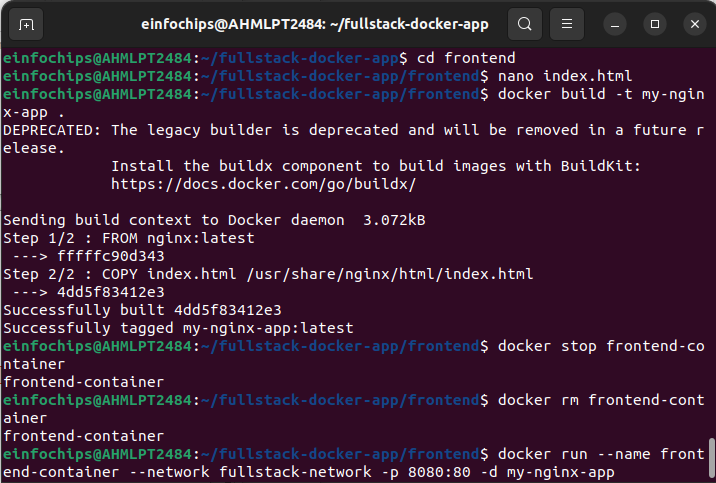 einfochips@AHMLPT2484: ~/fullstack-docker-app
einfochips@AHMLPT2484:~/fullstack-docker-app$ cd frontend
einfochips@AHMLPT2484:~/fullstack-docker-app/frontend$ nano index.html
einfochips@AHMLPT2484:~/fullstack-docker-app/frontend$ docker build -t my-ngin
x-app .
DEPRECATED: The legacy builder is deprecated and will be removed in a future r
elease.
            Install the buildx component to build images with BuildKit:
            https://docs.docker.com/go/buildx/

Sending build context to Docker daemon  3.072kB
Step 1/2 : FROM nginx:latest
 ---> fffffc90d343
Step 2/2 : COPY index.html /usr/share/nginx/html/index.html
 ---> 4dd5f83412e3
Successfully built 4dd5f83412e3
Successfully tagged my-nginx-app:latest
einfochips@AHMLPT2484:~/fullstack-docker-app/frontend$ docker stop frontend-co
ntainer
frontend-container
einfochips@AHMLPT2484:~/fullstack-docker-app/frontend$ docker rm frontend-cont
ainer
frontend-container
einfochips@AHMLPT2484:~/fullstack-docker-app/frontend$ docker run --name front
end-container --network fullstack-network -p 8080:80 -d my-nginx-app